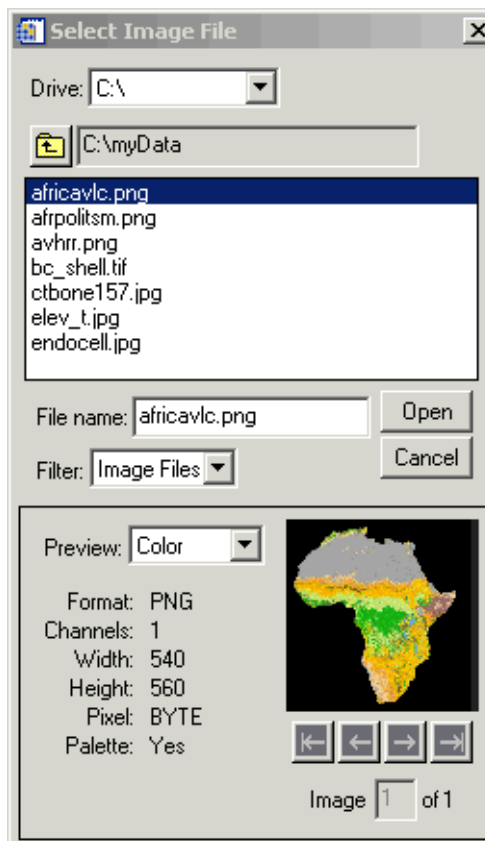 Select Image File
Drive: C:\
C:\myData
africavlc.png
afrpolitsm.png
avhrr.png
bc_shell.tif
ctbone157.jpg
elev_t.jpg
endocell.jpg
File name: africavlc.png Open
Filter: Image Files Cancel
Preview: Color
Format: PNG
Channels: 1
Width: 540
Height: 560
Pixel: BYTE
Palette: Yes
Image 1 of 1